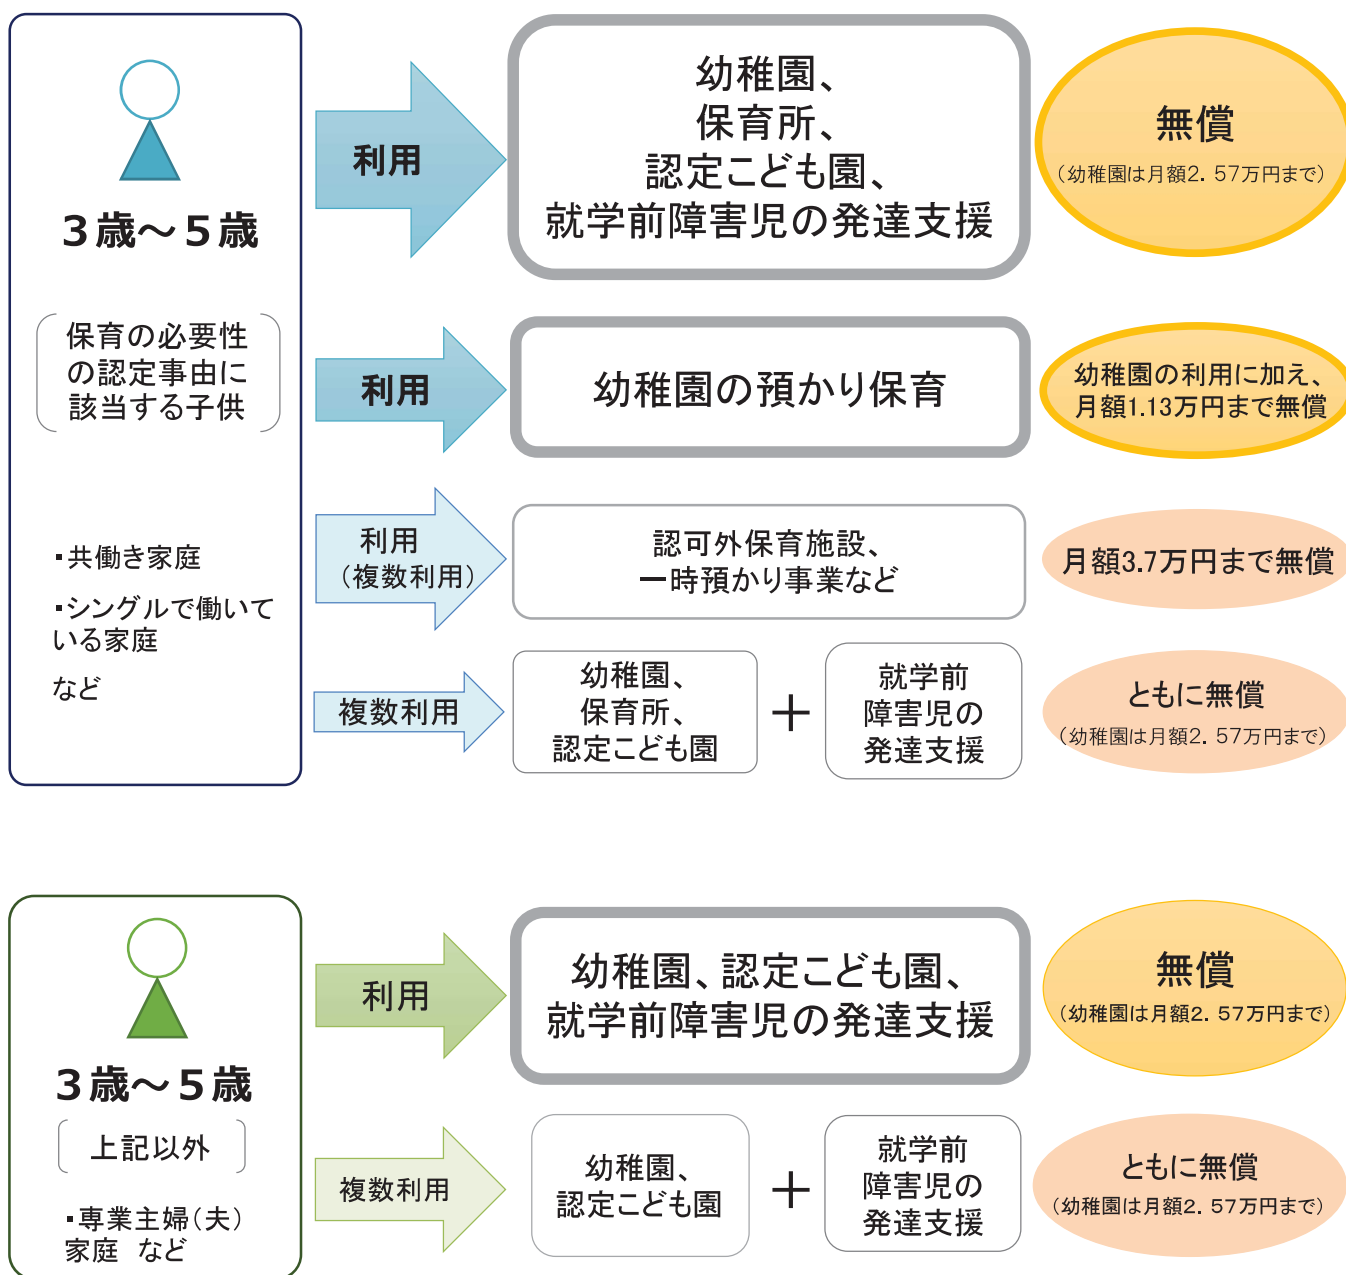 3歳～5歳
保育の必要性
の認定事由に
該当する子供
・共働き家庭
・シングルで働いて
いる家庭
など
利用
幼稚園、
保育所、
認定こども園、
就学前障害児の発達支援
無償
（幼稚園は月額2．57万円まで）
利用
幼稚園の預かり保育
幼稚園の利用に加え、
月額1.13万円まで無償
利用
（複数利用）
認可外保育施設、
一時預かり事業など
月額3.7万円まで無償
複数利用
幼稚園、
保育所、
認定こども園
＋
就学前
障害児の
発達支援
ともに無償
（幼稚園は月額2．57万円まで）
3歳～5歳
上記以外
・専業主婦（夫）
家庭 など
利用
幼稚園、認定こども園、
就学前障害児の発達支援
無償
（幼稚園は月額2．57万円まで）
複数利用
幼稚園、
認定こども園
＋
就学前
障害児の
発達支援
ともに無償
（幼稚園は月額2．57万円まで）